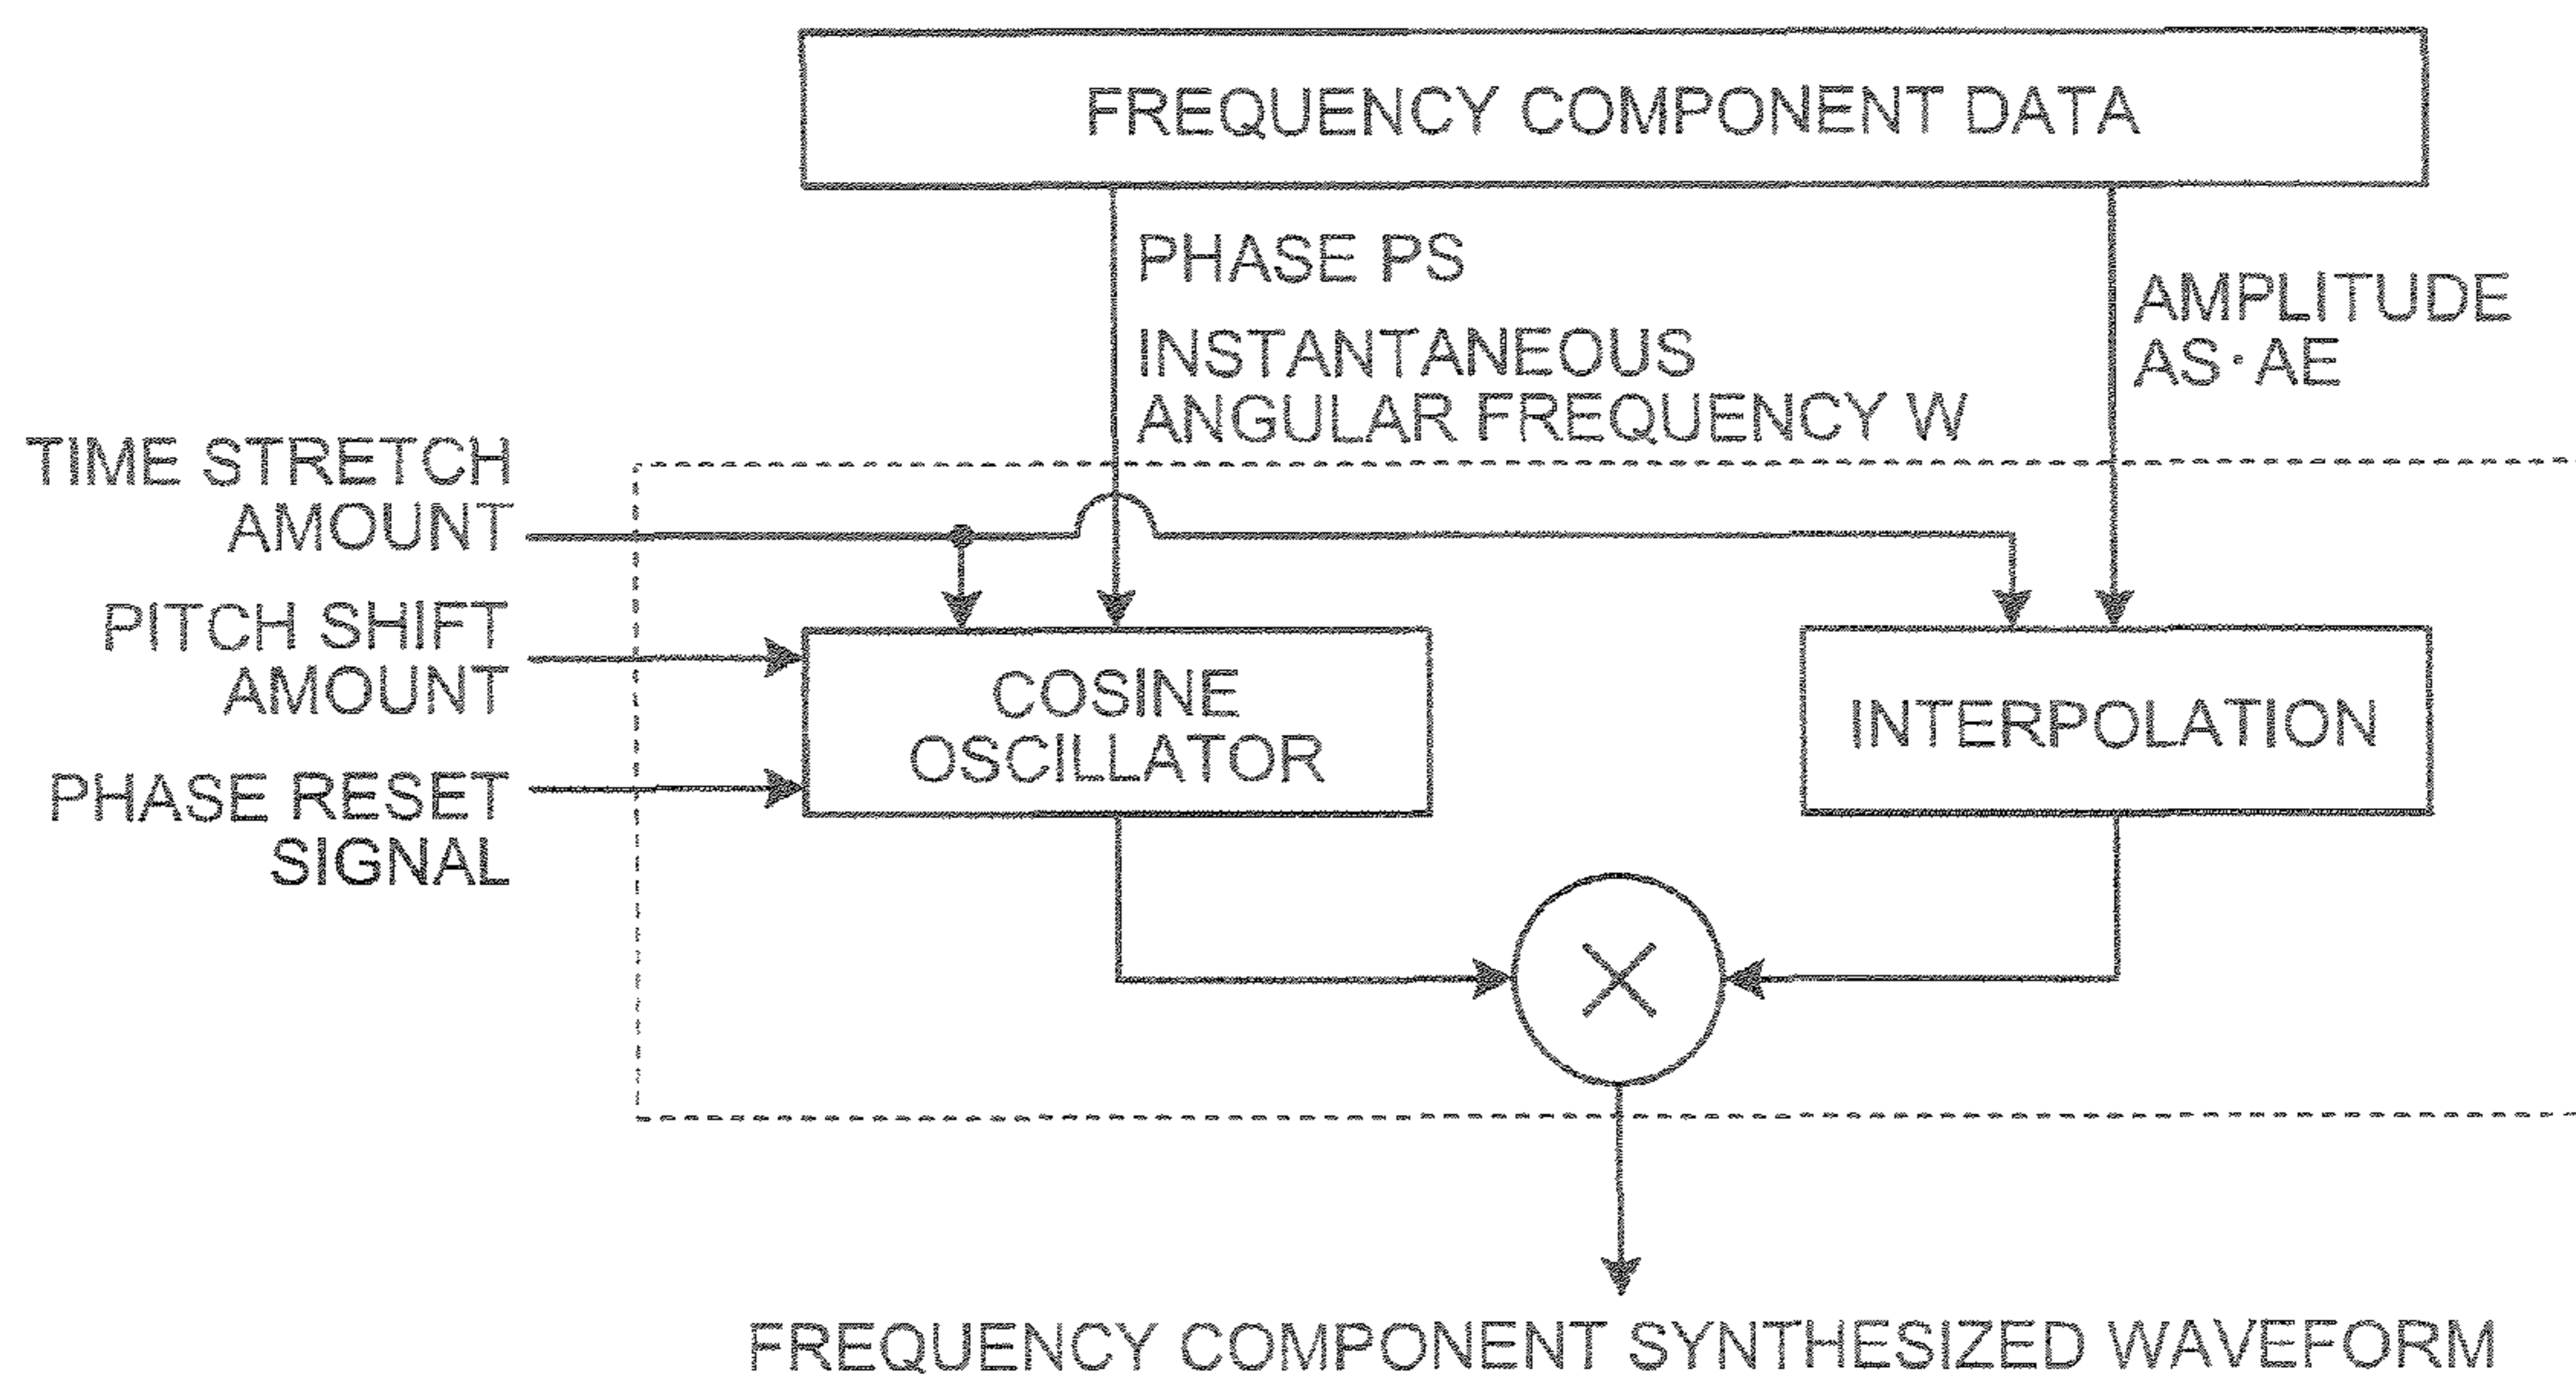 FREQUENCY COMPONENT DATA
PHASE PS
INSTANTANEOUS
ANGULAR FREQUENCY W
AMPLITUDE
AS・AE
TIME STRETCH
AMOUNT
PITCH SHIFT
AMOUNT
PHASE RESET
SIGNAL
COSINE
OSCILLATOR
INTERPOLATION
×
FREQUENCY COMPONENT SYNTHESIZED WAVEFORM